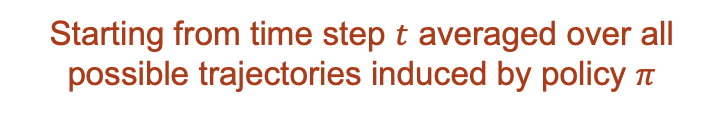 Starting from time step 𝑡 averaged over all
possible trajectories induced by policy 𝜋